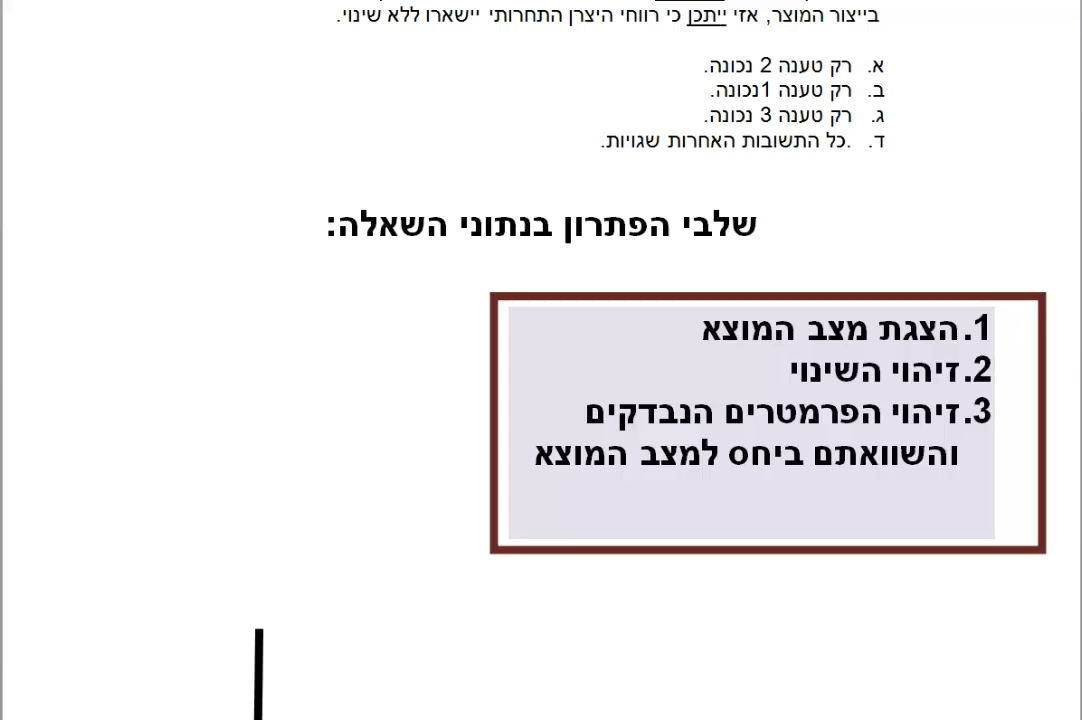 בייצור המוצר, אזי ייתכן כי רווחי היצרן התחרותי יישארו ללא שינוי.
א. רק טענה 2 נכונה.
ב. רק טענה 1נכונה.
ג. רק טענה 3 נכונה.
ד. .כל התשובות האחרות שגויות.
שלבי הפתרון בנתוני השאלה:
1. הצגת מצב המוצא
2. זיהוי השינוי
3. זיהוי הפרמטרים הנבדקים
והשוואתם ביחס למצב המוצא